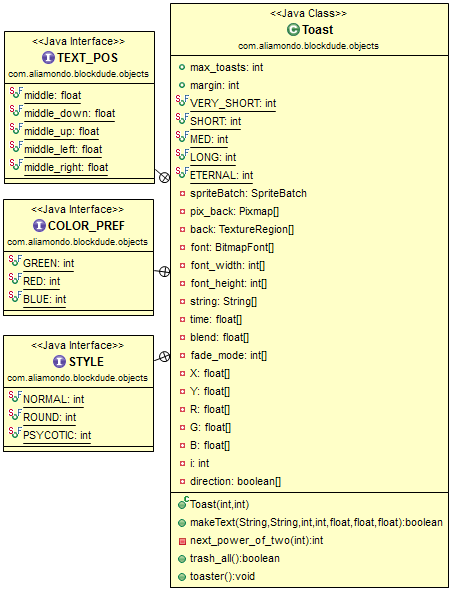 <<Java Interface>>
TEXT_POS
com.aliamondo.blockdude.objects
middle: float
middle_down: float
middle_up: float
middle_left: float
middle_right: float
<<Java Interface>>
COLOR_PREF
com.aliamondo.blockdude.objects
GREEN: int
RED: int
BLUE: int
<<Java Interface>>
STYLE
com.aliamondo.blockdude.objects
NORMAL: int
ROUND: int
PSYCOTIC: int
<<Java Class>>
Toast
com.aliamondo.blockdude.objects
max_toasts: int
margin: int
VERY_SHORT: int
SHORT: int
MED: int
LONG: int
ETERNAL: int
spriteBatch: SpriteBatch
pix_back: Pixmap[]
back: TextureRegion[]
font: BitmapFont[]
font_width: int[]
font_height: int[]
string: String[]
time: float[]
blend: float[]
fade_mode: int[]
X: float[]
Y: float[]
R: float[]
G: float[]
B: float[]
i: int
direction: boolean[]
Toast(int,int)
makeText(String,String,int,int,float,float,float):boolean
next_power_of_two(int):int
trash_all():boolean
toaster():void